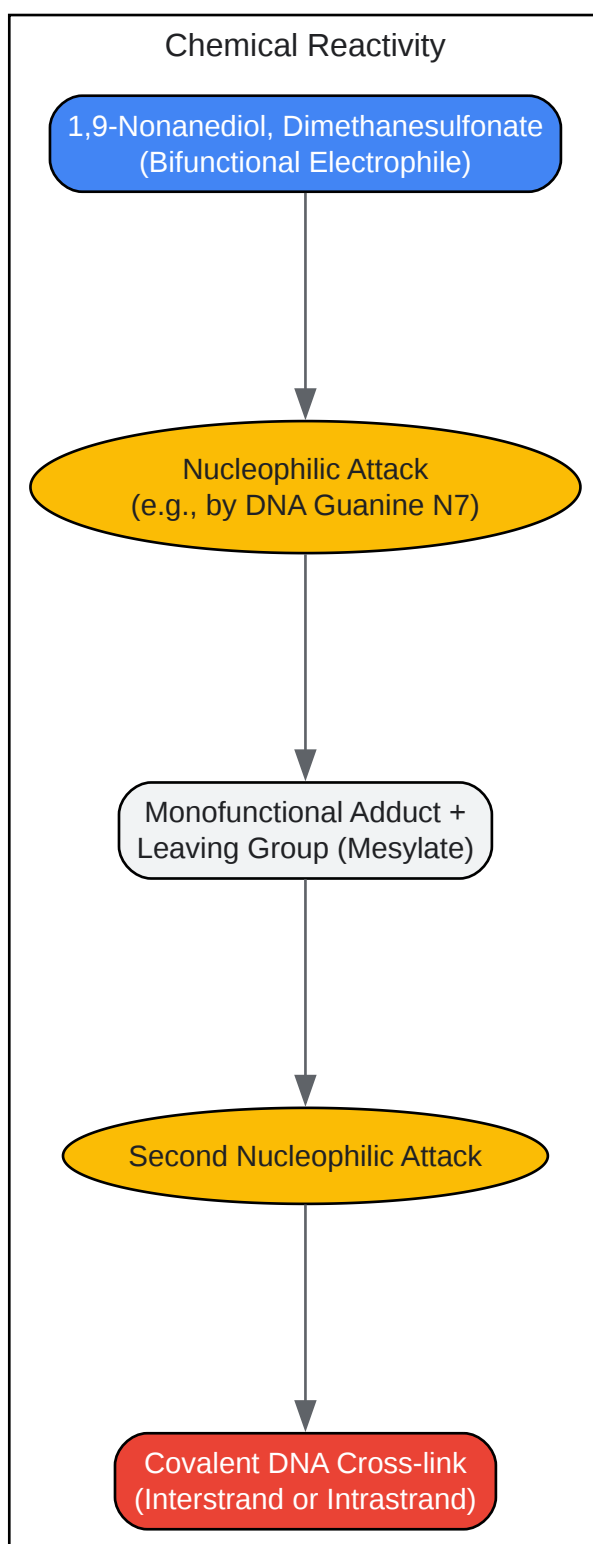 Chemical Reactivity
1,9-Nonanediol, Dimethanesulfonate
(Bifunctional Electrophile)
Nucleophilic Attack
(e.g., by DNA Guanine N7)
Monofunctional Adduct +
Leaving Group (Mesylate)
Second Nucleophilic Attack
Covalent DNA Cross-link
(Interstrand or Intrastrand)